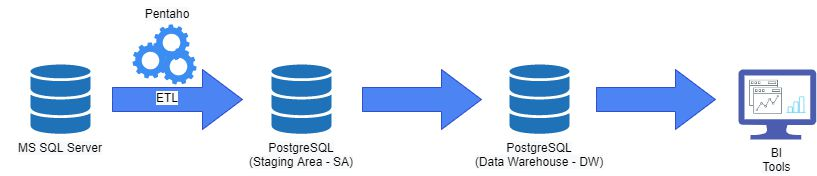 Pentaho
ETL
MS SQL Server
PostgreSQL
(Staging Area - SA)
PostgreSQL
(Data Warehouse - DW)
BI
Tools